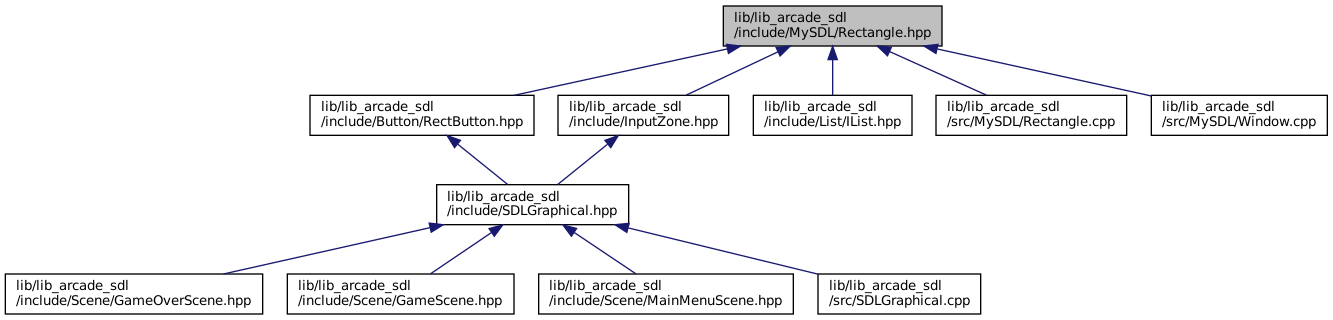 lib/lib_arcade_sdl
/include/MySDL/Rectangle.hpp
lib/lib_arcade_sdl
/include/Button/RectButton.hpp
lib/lib_arcade_sdl
/include/InputZone.hpp
lib/lib_arcade_sdl
/include/List/IList.hpp
lib/lib_arcade_sdl
/src/MySDL/Rectangle.cpp
lib/lib_arcade_sdl
/src/MySDL/Window.cpp
lib/lib_arcade_sdl
/include/SDLGraphical.hpp
lib/lib_arcade_sdl
/include/Scene/GameOverScene.hpp
lib/lib_arcade_sdl
/include/Scene/GameScene.hpp
lib/lib_arcade_sdl
/include/Scene/MainMenuScene.hpp
lib/lib_arcade_sdl
/src/SDLGraphical.cpp